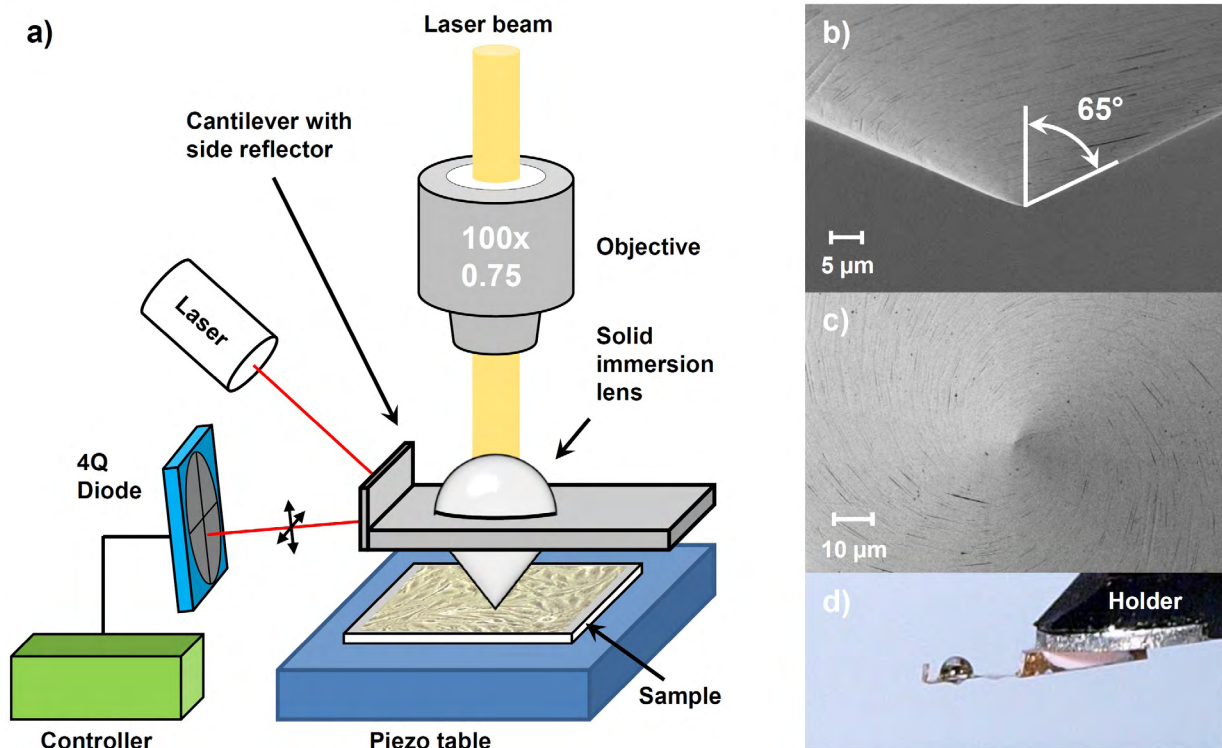 a)
Laser beam
Cantilever with
side reflector
100x
0.75
Objective
Laser
Solid
immersion
lens
4Q
Diode
Sample
Controller
Piezo table
b)
65°
5 µm
c)
10 µm
d)
Holder